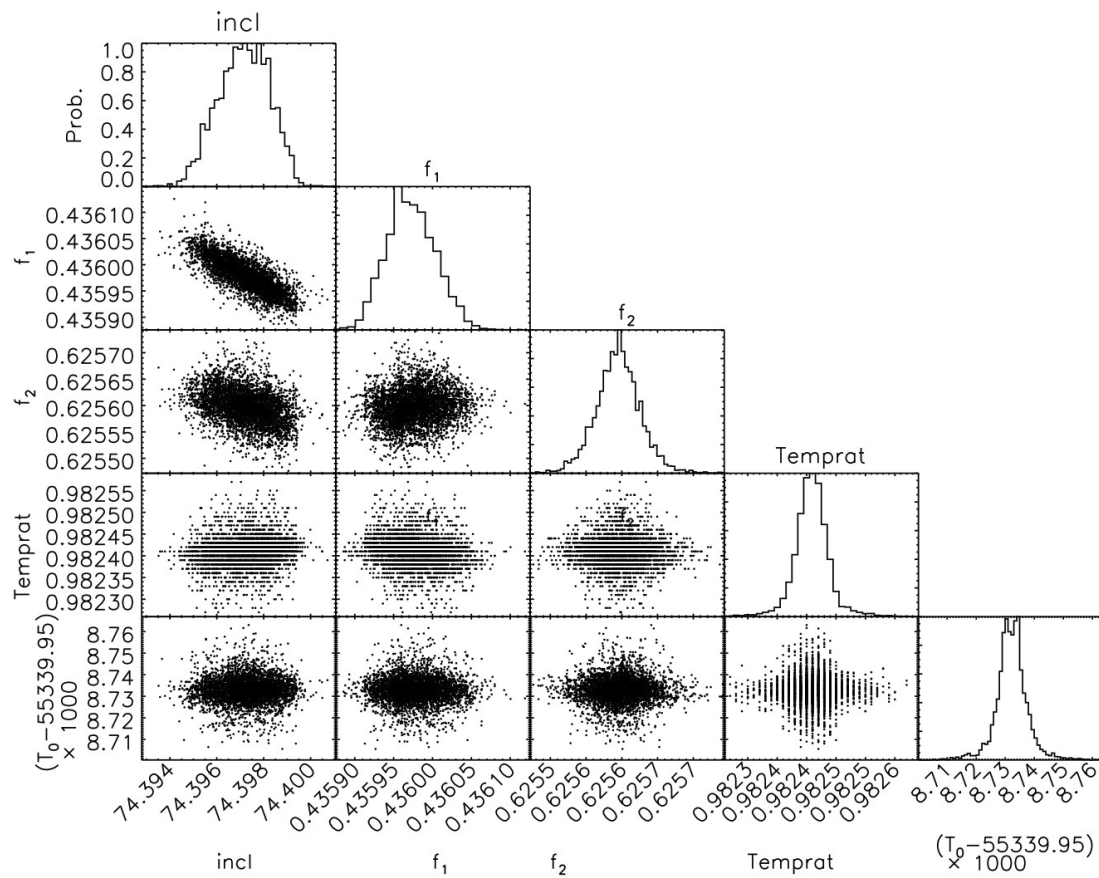 incl
1.0
0.8
0.6
0.4
0.2
0.0
Prob.
f₁
0.43610
0.43605
0.43600
0.43595
0.43590
f₁
f₂
0.62570
0.62565
0.62560
0.62555
0.62550
f₂
Temprat
0.98255
0.98250
0.98245
0.98240
0.98235
0.98230
Temprat
f₁
f₂
8.76
8.75
8.74
8.73
8.72
8.71
(T₀−55339.95)
× 1000
74.394 74.396 74.398 74.400
0.43590 0.43595 0.43600 0.43605 0.43610
0.6255 0.6256 0.6256 0.6257 0.6257
0.9823 0.9824 0.9824 0.9825 0.9825 0.9826
8.71 8.72 8.73 8.74 8.75 8.76
incl f₁ f₂ Temprat (T₀−55339.95)
× 1000